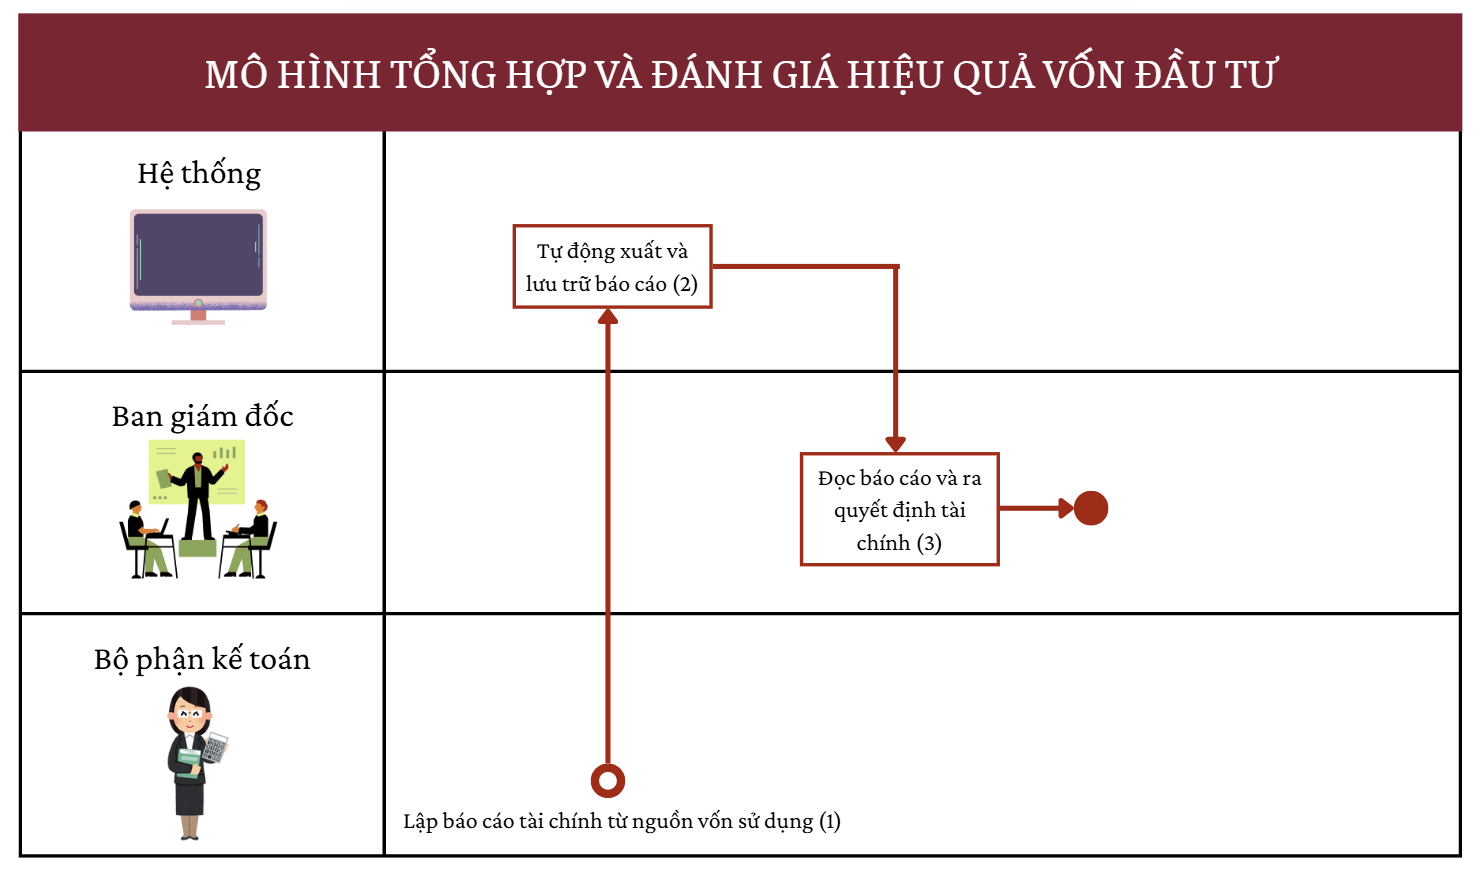 MÔ HÌNH TỔNG HỢP VÀ ĐÁNH GIÁ HIỆU QUẢ VỐN ĐẦU TƯ
Hệ thống
Tự động xuất và
lưu trữ báo cáo (2)
Ban giám đốc
Đọc báo cáo và ra
quyết định tài
chính (3)
Bộ phận kế toán
Lập báo cáo tài chính từ nguồn vốn sử dụng (1)